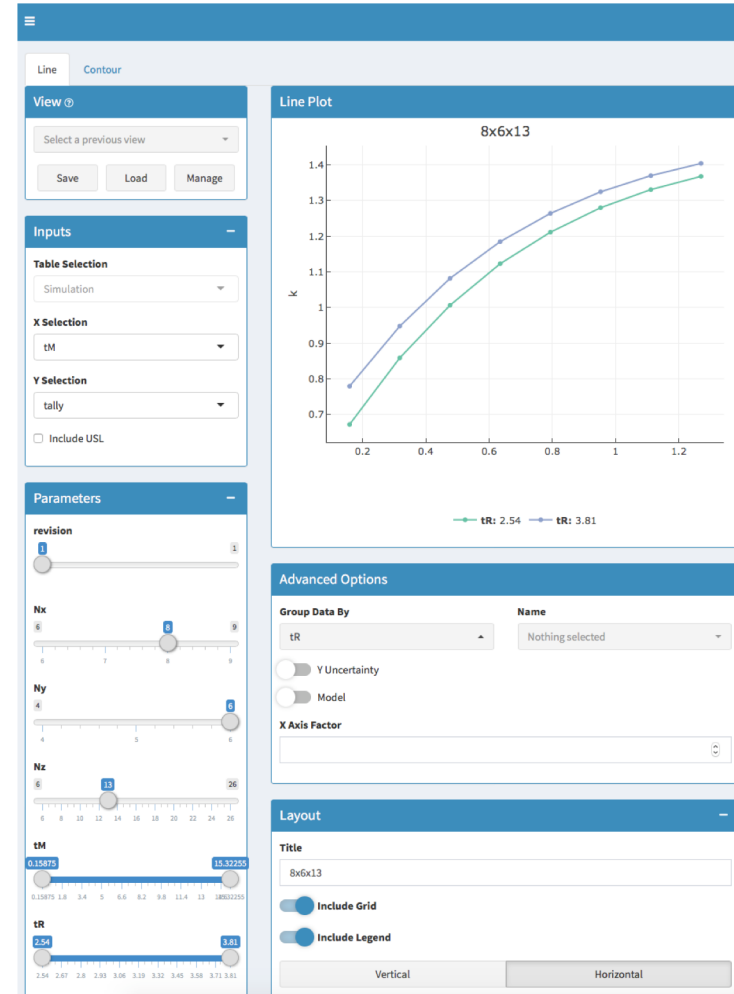 Line Contour
View
Select a previous view
Save Load Manage
Inputs
Table Selection
Simulation
X Selection
tM
Y Selection
tally
Include USL
Parameters
revision
1 1
Nx
6 8 9
6 7 8 9
Ny
4 6
4 5 6
Nz
6 13 26
6 8 10 12 14 16 18 20 22 24 26
tM
0.15875 15.32255
0.15875 1.8 3.4 5 6.6 8.2 9.8 11.4 13
tR
2.54 3.81
2.54 2.67 2.8 2.93 3.06 3.19 3.32 3.45 3.58 3.71 3.81
Line Plot
8x6x13
1.4
1.3
1.2
1.1
1
0.9
0.8
0.7
k
0.2 0.4 0.6 0.8 1 1.2
tR: 2.54 tR: 3.81
Advanced Options
Group Data By Name
tR Nothing selected
Y Uncertainty
Model
X Axis Factor
Layout
Title
8x6x13
Include Grid
Include Legend
Vertical Horizontal